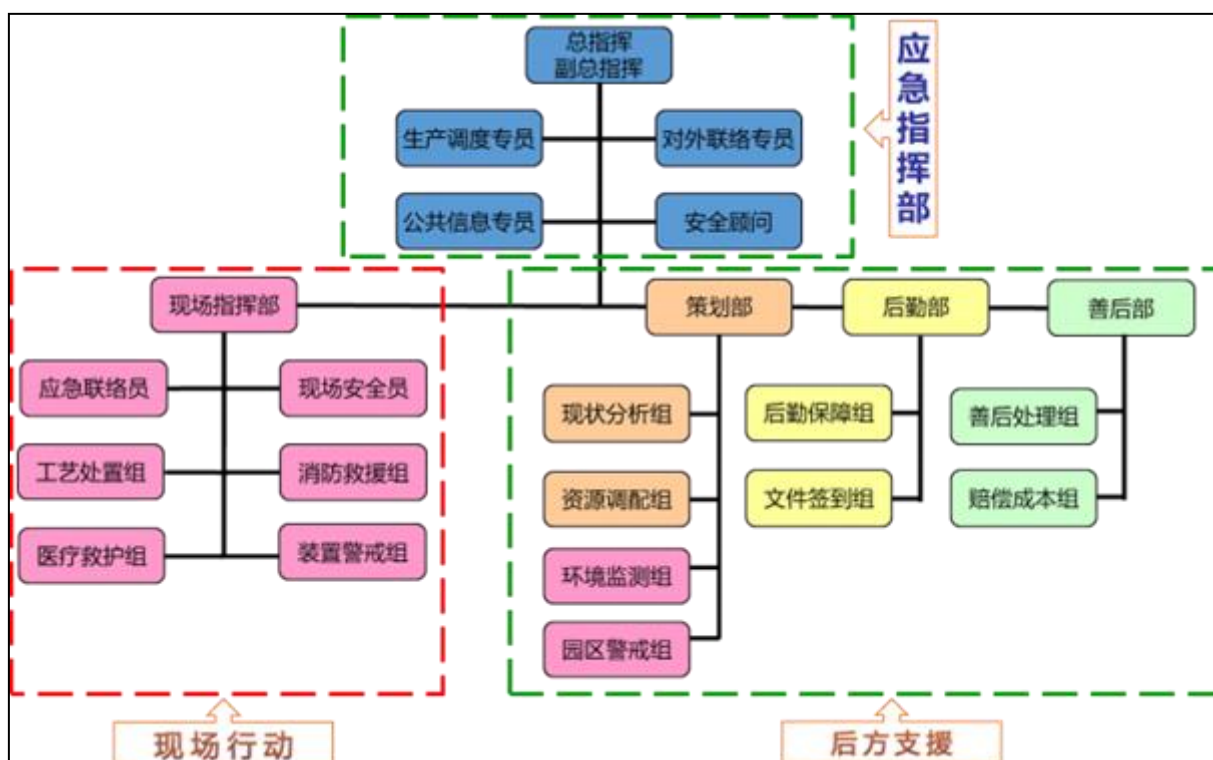 总指挥
副总指挥
应急指挥部
生产调度专员
对外联络专员
公共信息专员
安全顾问
现场指挥部
策划部
后勤部
善后部
应急联络员
现场安全员
现状分析组
后勤保障组
善后处理组
工艺处置组
消防救援组
资源调配组
文件签到组
赔偿成本组
医疗救护组
装置警戒组
环境监测组
园区警戒组
现场行动
后方支援